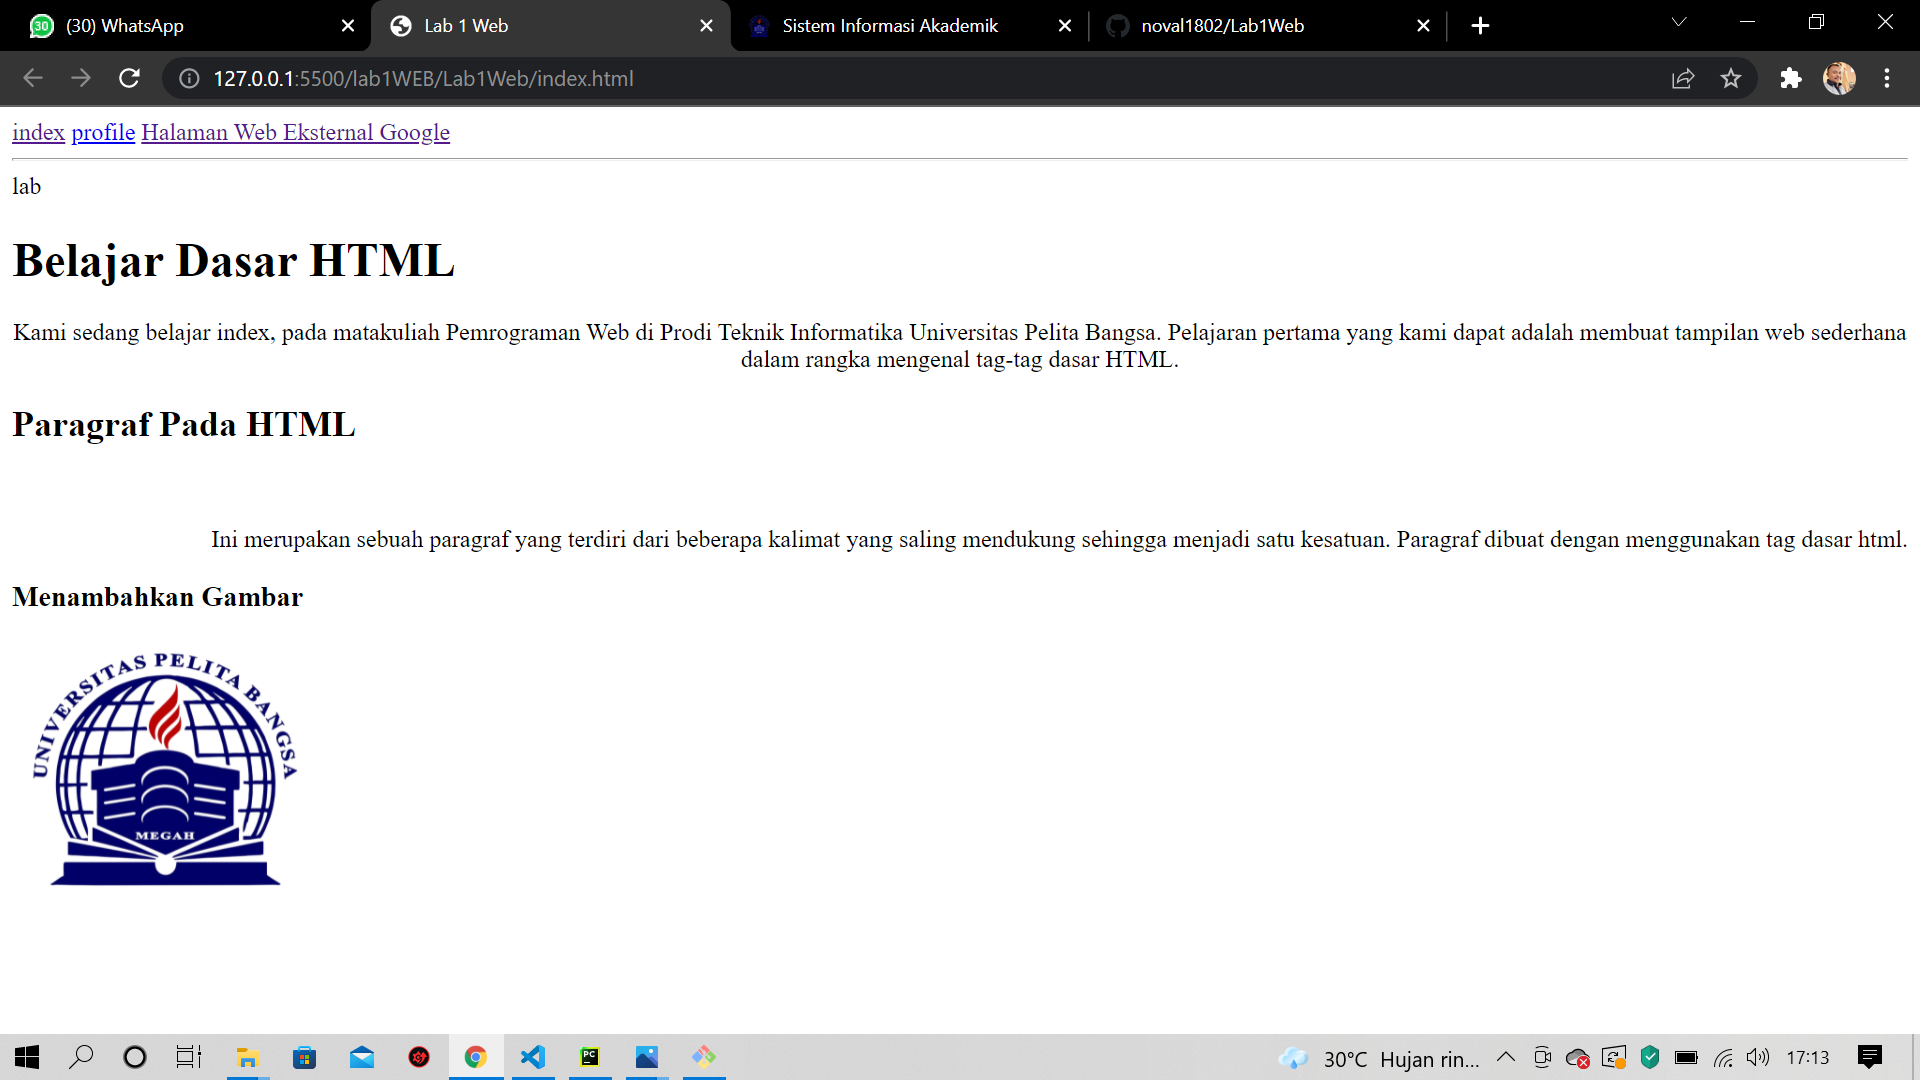 30
(30) WhatsApp
Lab 1 Web
Sistem Informasi Akademik
noval1802/Lab1Web
127.0.0.1:5500/lab1WEB/Lab1Web/index.html
index profile Halaman Web Eksternal Google
lab
Belajar Dasar HTML
Kami sedang belajar index, pada matakuliah Pemrograman Web di Prodi Teknik Informatika Universitas Pelita Bangsa. Pelajaran pertama yang kami dapat adalah membuat tampilan web sederhana
dalam rangka mengenal tag-tag dasar HTML.
Paragraf Pada HTML
Ini merupakan sebuah paragraf yang terdiri dari beberapa kalimat yang saling mendukung sehingga menjadi satu kesatuan. Paragraf dibuat dengan menggunakan tag dasar html.
Menambahkan Gambar
UNIVERSITAS PELITA BANGSA
MEGAH
PC
30°C Hujan rin...
17:13